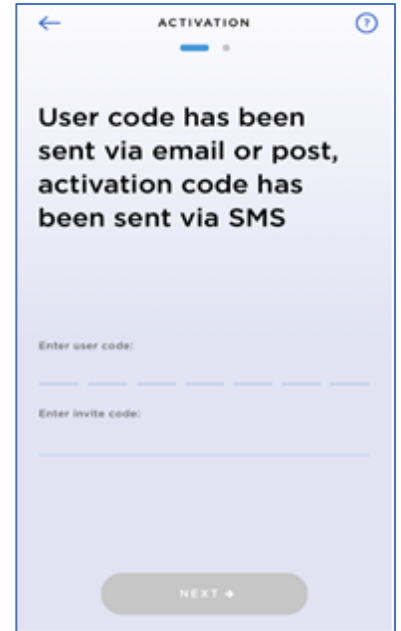 ACTIVATION
?
User code has been
sent via email or post,
activation code has
been sent via SMS
Enter user code:
Enter invite code:
NEXT →